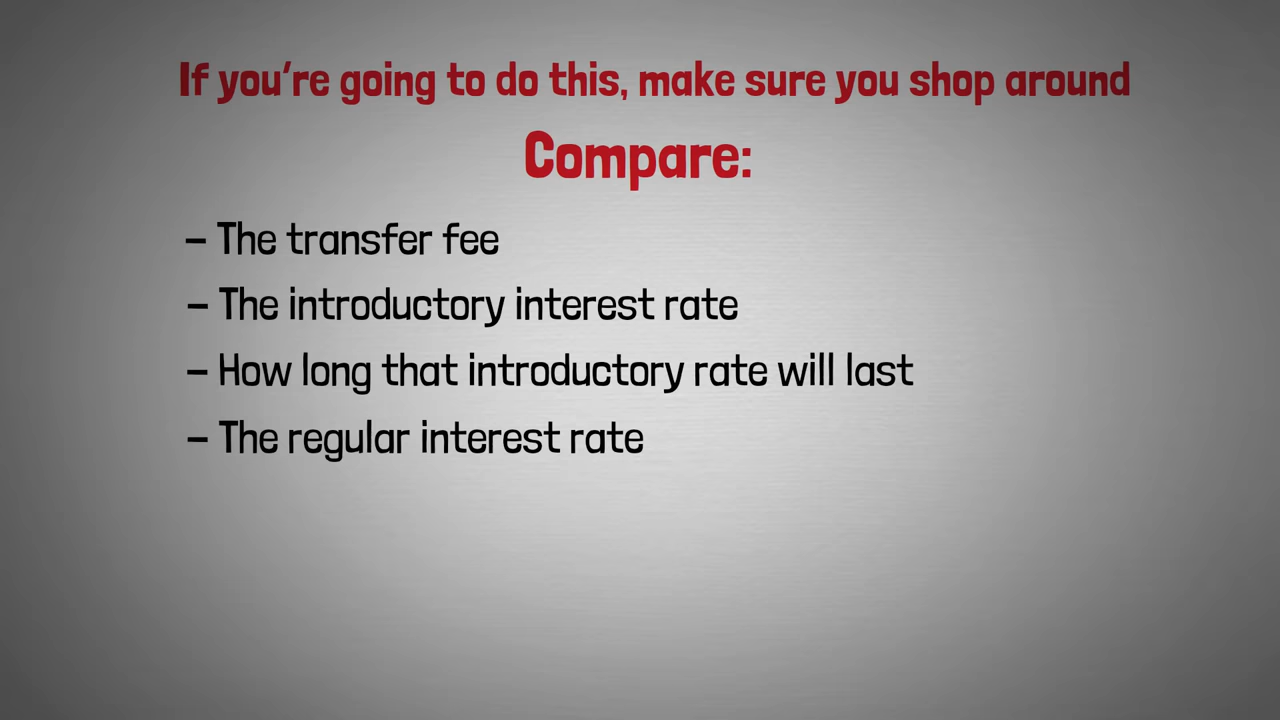 If you're going to do this, make sure you shop around
Compare:
– The transfer fee
– The introductory interest rate
– How long that introductory rate will last
– The regular interest rate